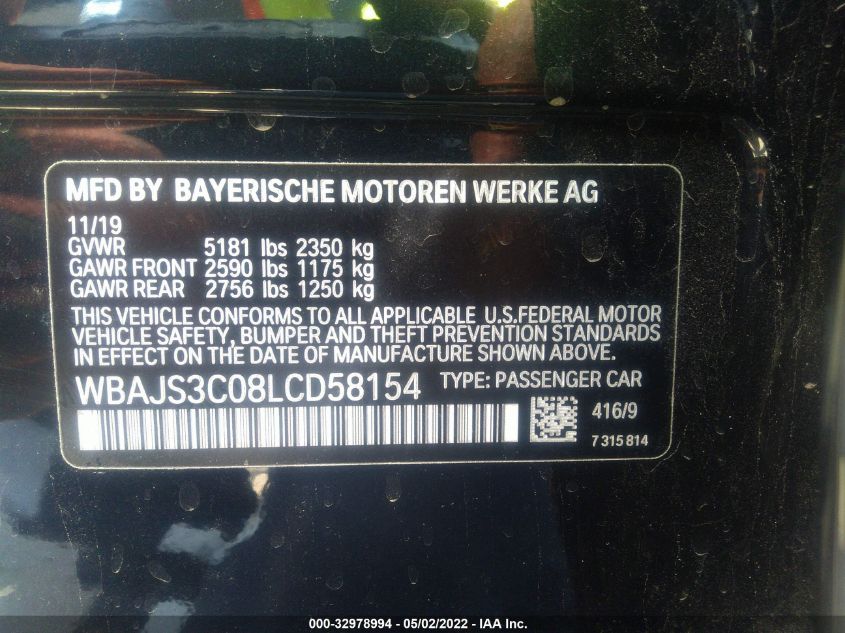 MFD BY BAYERISCHE MOTOREN WERKE AG
11/19
GVWR 5181 lbs 2350 kg
GAWR FRONT 2590 lbs 1175 kg
GAWR REAR 2756 lbs 1250 kg
THIS VEHICLE CONFORMS TO ALL APPLICABLE U.S.FEDERAL MOTOR
VEHICLE SAFETY, BUMPER AND THEFT PREVENTION STANDARDS
IN EFFECT ON THE DATE OF MANUFACTURE SHOWN ABOVE.
WBAJS3C08LCD58154 TYPE: PASSENGER CAR
416/9
7 315 814
000-32978994 - 05/02/2022 - IAA Inc.